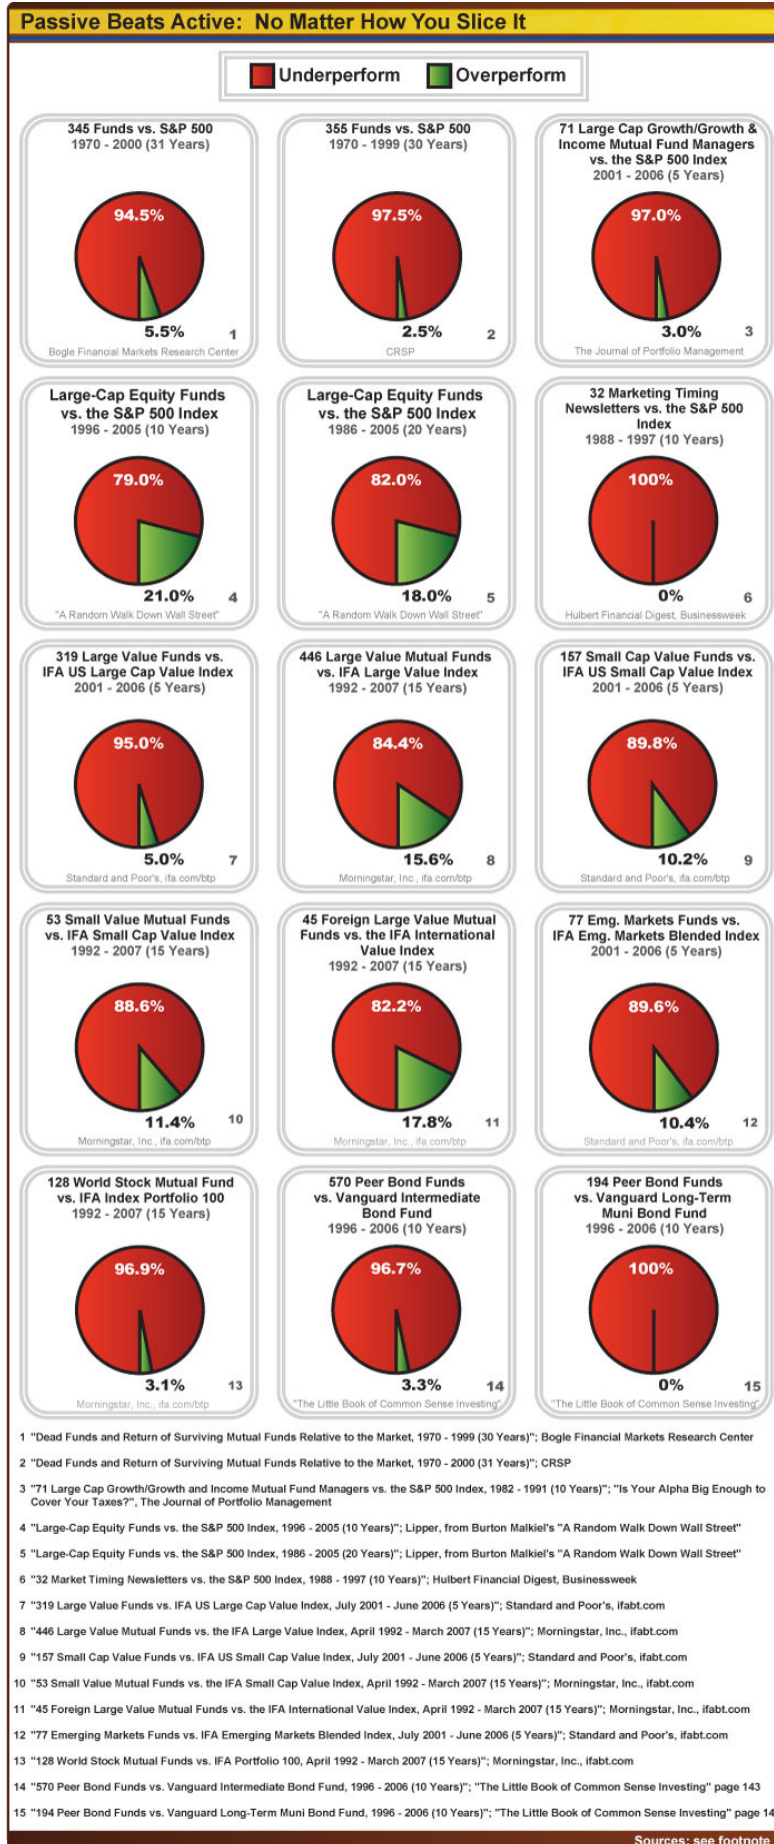 Passive Beats Active: No Matter How You Slice It
Underperform
Overperform
345 Funds vs. S&P 500
1970 - 2000 (31 Years)
94.5%
5.5%
1
Bogle Financial Markets Research Center
355 Funds vs. S&P 500
1970 - 1999 (30 Years)
97.5%
2.5%
2
CRSP
71 Large Cap Growth/Growth &
Income Mutual Fund Managers
vs. the S&P 500 Index
2001 - 2006 (5 Years)
97.0%
3.0%
3
The Journal of Portfolio Management
Large-Cap Equity Funds
vs. the S&P 500 Index
1996 - 2005 (10 Years)
79.0%
21.0%
4
"A Random Walk Down Wall Street"
Large-Cap Equity Funds
vs. the S&P 500 Index
1986 - 2005 (20 Years)
82.0%
18.0%
5
"A Random Walk Down Wall Street"
32 Marketing Timing
Newsletters vs. the S&P 500
Index
1988 - 1997 (10 Years)
100%
0%
6
Hulbert Financial Digest, Businessweek
319 Large Value Funds vs.
IFA US Large Cap Value Index
2001 - 2006 (5 Years)
95.0%
5.0%
7
Standard and Poor's, ifa.com/btp
446 Large Value Mutual Funds
vs. IFA Large Value Index
1992 - 2007 (15 Years)
84.4%
15.6%
8
Morningstar, Inc., ifa.com/btp
157 Small Cap Value Funds vs.
IFA US Small Cap Value Index
2001 - 2006 (5 Years)
89.8%
10.2%
9
Standard and Poor's, ifa.com/btp
53 Small Value Mutual Funds
vs. IFA Small Cap Value Index
1992 - 2007 (15 Years)
88.6%
11.4%
10
Morningstar, Inc., ifa.com/btp
45 Foreign Large Value Mutual
Funds vs. the IFA International
Value Index
1992 - 2007 (15 Years)
82.2%
17.8%
11
Morningstar, Inc., ifa.com/btp
77 Emg. Markets Funds vs.
IFA Emg. Markets Blended Index
2001 - 2006 (5 Years)
89.6%
10.4%
12
Standard and Poor's, ifa.com/btp
128 World Stock Mutual Fund
vs. IFA Index Portfolio 100
1992 - 2007 (15 Years)
96.9%
3.1%
13
Morningstar, Inc., ifa.com/btp
570 Peer Bond Funds
vs. Vanguard Intermediate
Bond Fund
1996 - 2006 (10 Years)
96.7%
3.3%
14
"The Little Book of Common Sense Investing"
194 Peer Bond Funds
vs. Vanguard Long-Term
Muni Bond Fund
1996 - 2006 (10 Years)
100%
0%
15
"The Little Book of Common Sense Investing"
1 "Dead Funds and Return of Surviving Mutual Funds Relative to the Market, 1970 - 1999 (30 Years)"; Bogle Financial Markets Research Center
2 "Dead Funds and Return of Surviving Mutual Funds Relative to the Market, 1970 - 2000 (31 Years)"; CRSP
3 "71 Large Cap Growth/Growth and Income Mutual Fund Managers vs. the S&P 500 Index, 1982 - 1991 (10 Years)"; "Is Your Alpha Big Enough to
Cover Your Taxes?", The Journal of Portfolio Management
4 "Large-Cap Equity Funds vs. the S&P 500 Index, 1996 - 2005 (10 Years)"; Lipper, from Burton Malkiel's "A Random Walk Down Wall Street"
5 "Large-Cap Equity Funds vs. the S&P 500 Index, 1986 - 2005 (20 Years)"; Lipper, from Burton Malkiel's "A Random Walk Down Wall Street"
6 "32 Market Timing Newsletters vs. the S&P 500 Index, 1988 - 1997 (10 Years)"; Hulbert Financial Digest, Businessweek
7 "319 Large Value Funds vs. IFA US Large Cap Value Index, July 2001 - June 2006 (5 Years)"; Standard and Poor's, ifabt.com
8 "446 Large Value Mutual Funds vs. the IFA Large Value Index, April 1992 - March 2007 (15 Years)"; Morningstar, Inc., ifabt.com
9 "157 Small Cap Value Funds vs. IFA US Small Cap Value Index, July 2001 - June 2006 (5 Years)"; Standard and Poor's, ifabt.com
10 "53 Small Value Mutual Funds vs. the IFA Small Cap Value Index, April 1992 - March 2007 (15 Years)"; Morningstar, Inc., ifabt.com
11 "45 Foreign Large Value Mutual Funds vs. the IFA International Value Index, April 1992 - March 2007 (15 Years)"; Morningstar, Inc., ifabt.com
12 "77 Emerging Markets Funds vs. IFA Emerging Markets Blended Index, July 2001 - June 2006 (5 Years)"; Standard and Poor's, ifabt.com
13 "128 World Stock Mutual Funds vs. IFA Portfolio 100, April 1992 - March 2007 (15 Years)"; Morningstar, Inc., ifabt.com
14 "570 Peer Bond Funds vs. Vanguard Intermediate Bond Fund, 1996 - 2006 (10 Years)"; "The Little Book of Common Sense Investing" page 143
15 "194 Peer Bond Funds vs. Vanguard Long-Term Muni Bond Fund, 1996 - 2006 (10 Years)"; "The Little Book of Common Sense Investing" page 14
Sources: see footnote